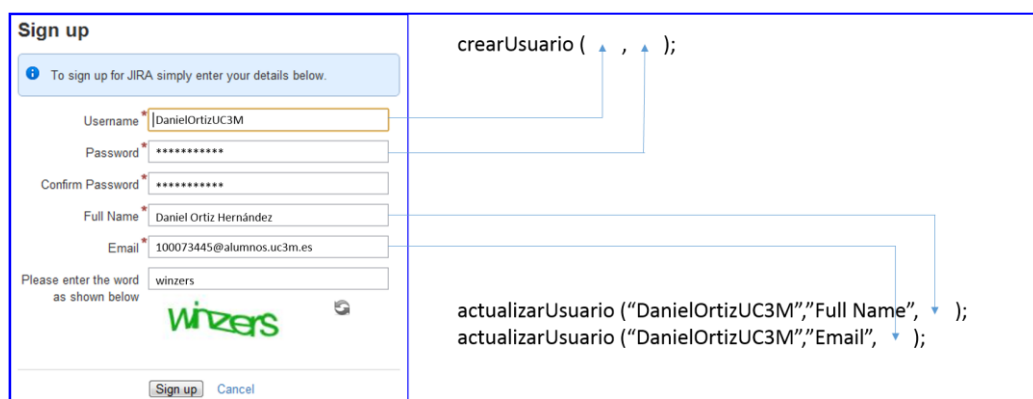 Sign up
To sign up for JIRA simply enter your details below.
Username * DanielOrtizUC3M
Password * ***********
Confirm Password * ***********
Full Name * Daniel Ortiz Hernández
Email * 100073445@alumnos.uc3m.es
Please enter the word as shown below winzers
winzers
Sign up Cancel
crearUsuario ( , );
actualizarUsuario (“DanielOrtizUC3M”,”Full Name”, );
actualizarUsuario (“DanielOrtizUC3M”,”Email”, );